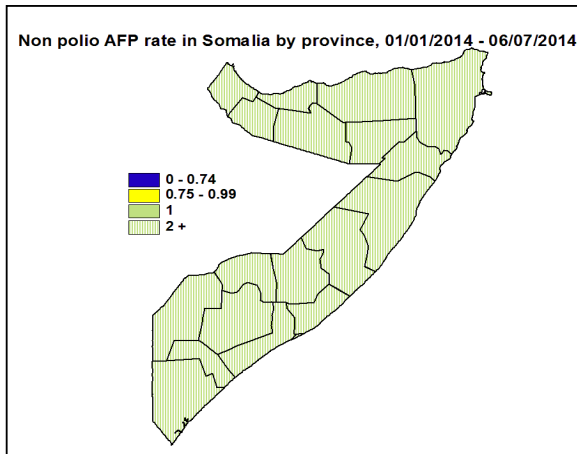 Non polio AFP rate in Somalia by province, 01/01/2014 - 06/07/2014
0 - 0.74
0.75 - 0.99
1
2 +